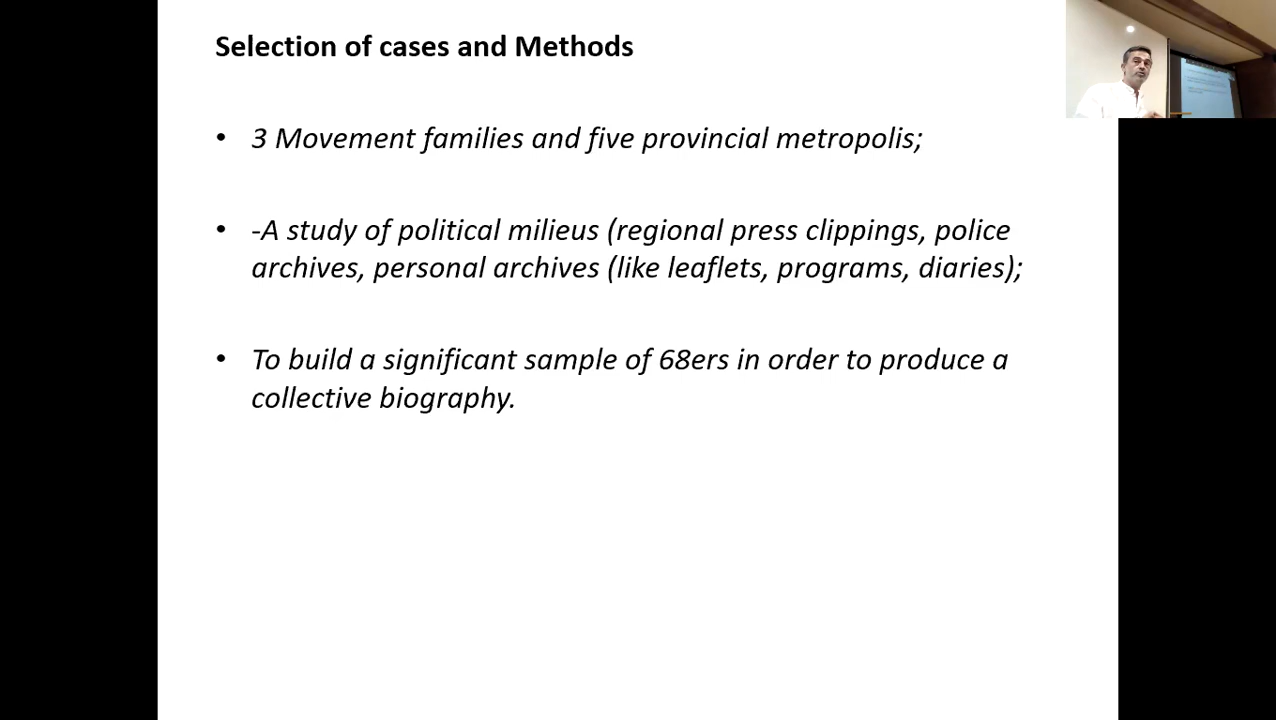 Selection of cases and Methods
• 3 Movement families and five provincial metropolis;
• -A study of political milieus (regional press clippings, police
archives, personal archives (like leaflets, programs, diaries);
• To build a significant sample of 68ers in order to produce a
collective biography.